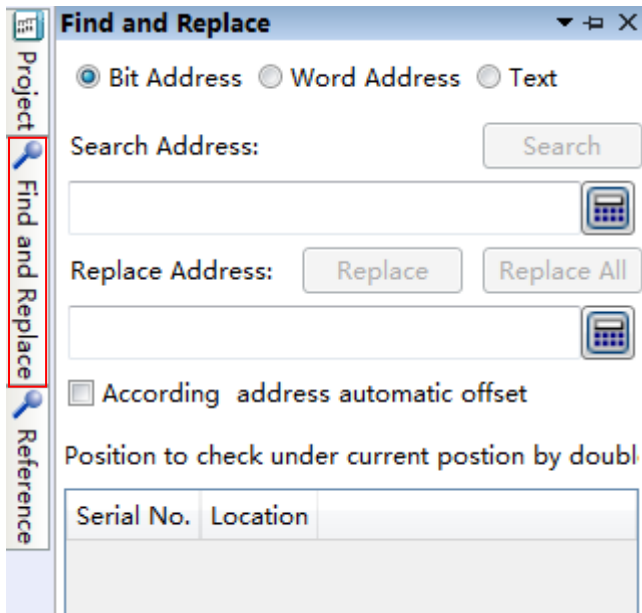 Find and Replace
Project
Find and Replace
Reference
Bit Address Word Address Text
Search Address: Search
Replace Address: Replace Replace All
According address automatic offset
Position to check under current postion by doubl
Serial No. Location